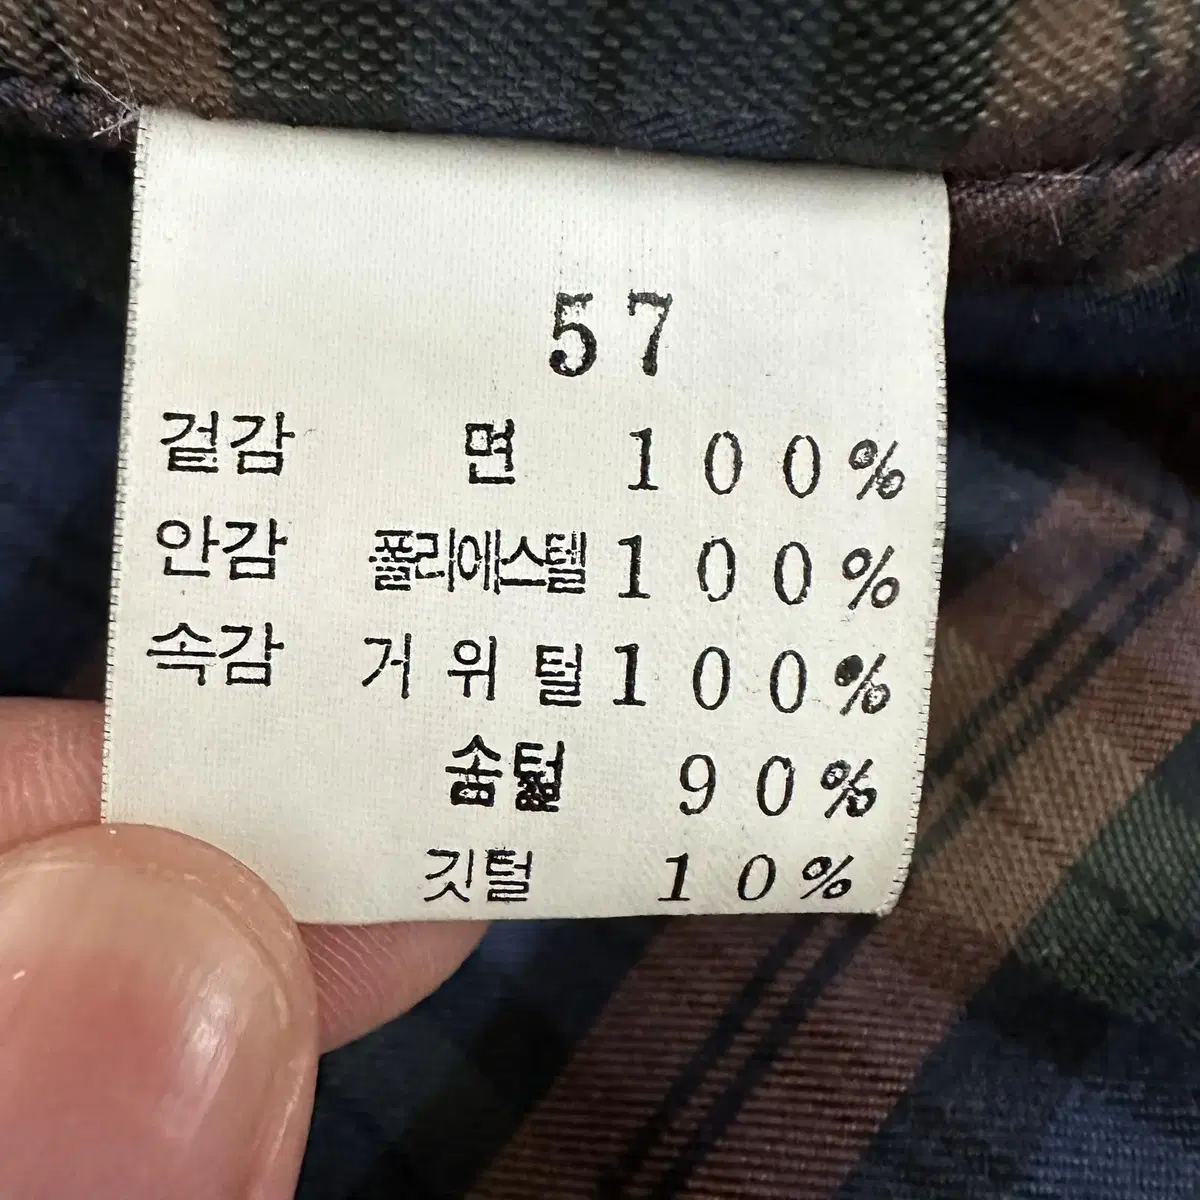 57
겉감 면 100%
안감 폴리에스텔 100%
속감 거위털 100%
솜털 90%
깃털 10%